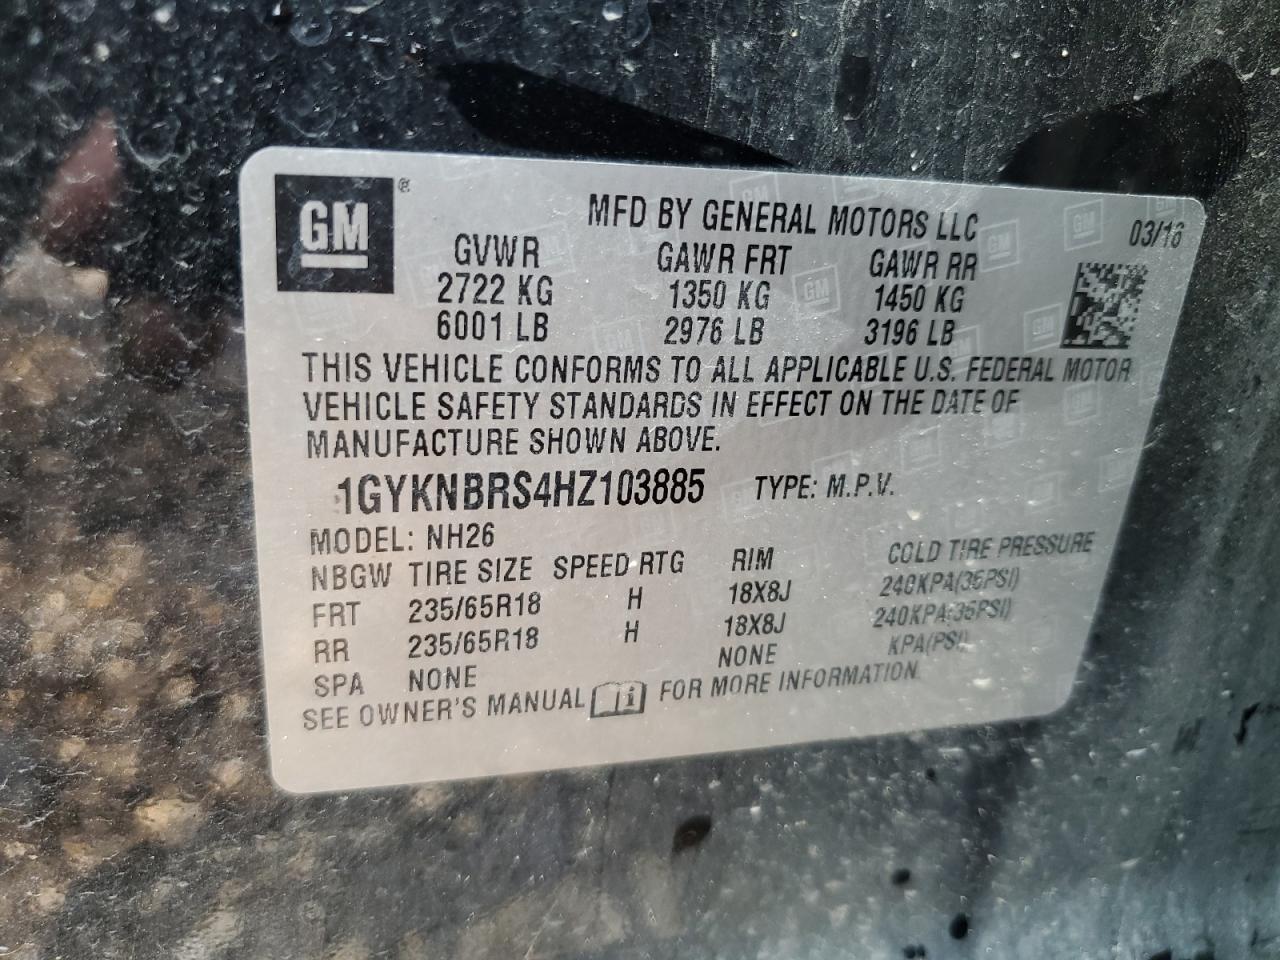 GM ®
MFD BY GENERAL MOTORS LLC 03/16
GVWR GAWR FRT GAWR RR
2722 KG 1350 KG 1450 KG
6001 LB 2976 LB 3196 LB
THIS VEHICLE CONFORMS TO ALL APPLICABLE U.S. FEDERAL MOTOR
VEHICLE SAFETY STANDARDS IN EFFECT ON THE DATE OF
MANUFACTURE SHOWN ABOVE.
1GYKNBRS4HZ103885 TYPE: M.P.V.
MODEL: NH26
NBGW TIRE SIZE SPEED RTG RIM COLD TIRE PRESSURE
FRT 235/65R18 H 18X8J 240KPA(35PSI)
RR 235/65R18 H 18X8J 240KPA(35PSI)
SPA NONE NONE KPA(PSI)
SEE OWNER'S MANUAL FOR MORE INFORMATION.